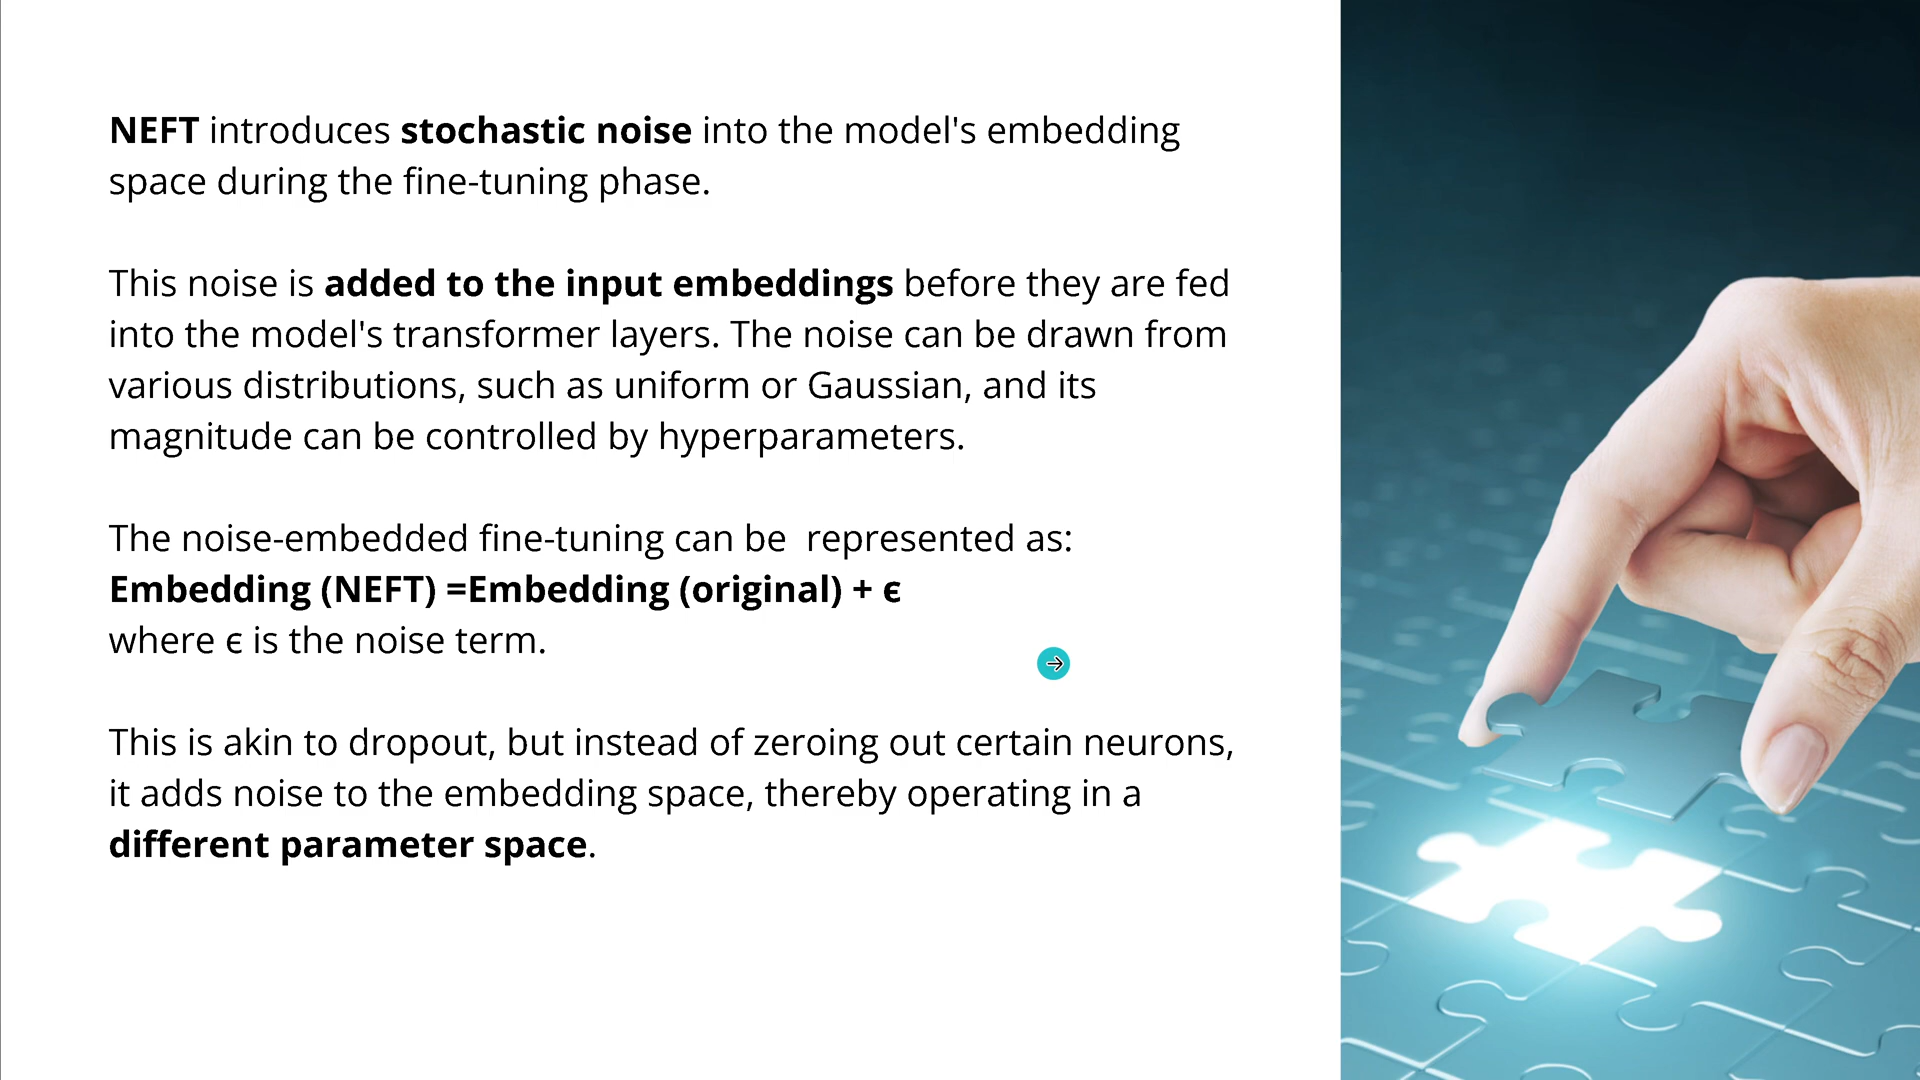 NEFT introduces stochastic noise into the model's embedding
space during the fine-tuning phase.
This noise is added to the input embeddings before they are fed
into the model's transformer layers. The noise can be drawn from
various distributions, such as uniform or Gaussian, and its
magnitude can be controlled by hyperparameters.
The noise-embedded fine-tuning can be  represented as:
Embedding (NEFT) =Embedding (original) + ϵ
where ϵ is the noise term.
This is akin to dropout, but instead of zeroing out certain neurons,
it adds noise to the embedding space, thereby operating in a
different parameter space.